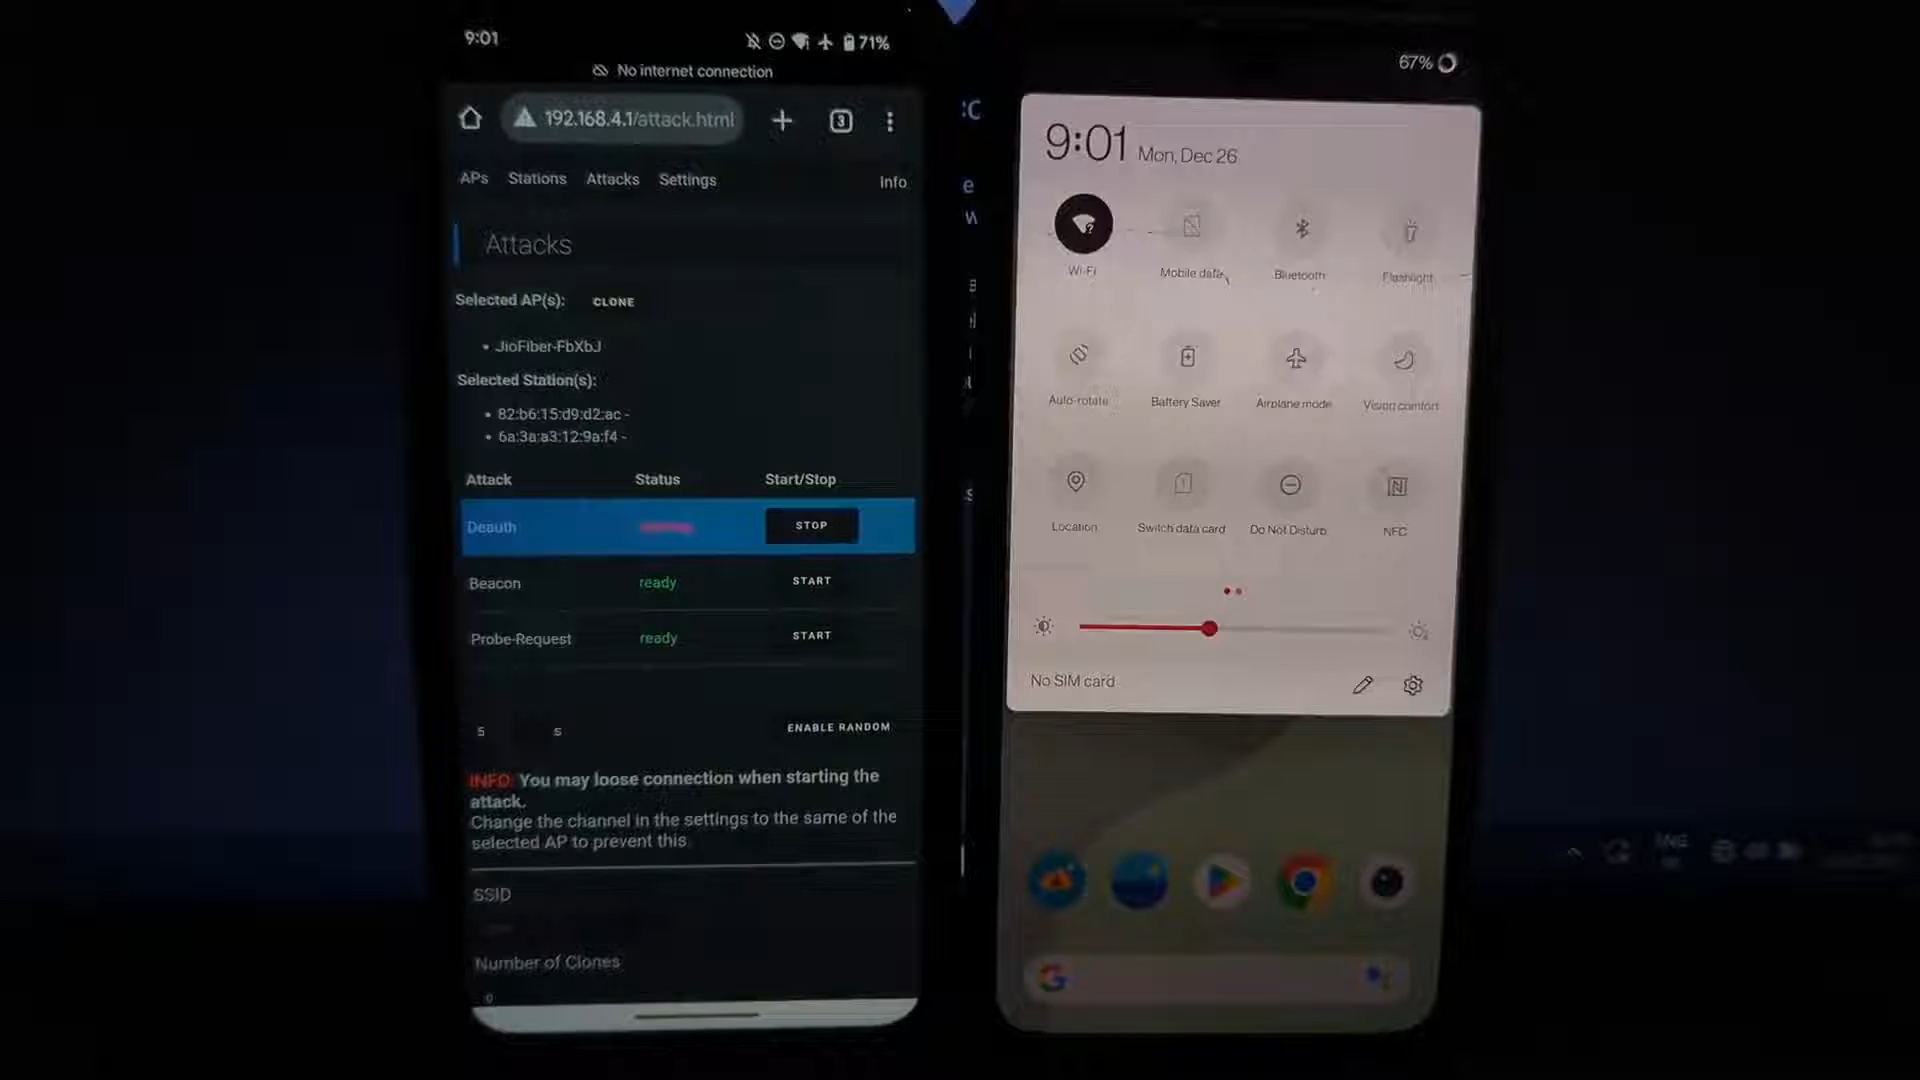 9:01
71%
No internet connection
192.168.4.1/attack.html
3
APs Stations Attacks Settings Info
Attacks
Selected AP(s): CLONE
• JioFiber-FbXbJ
Selected Station(s):
• 82:b6:15:d9:d2:ac -
• 6a:3a:a3:12:9a:f4 -
Attack Status Start/Stop
Deauth STOP
Beacon ready START
Probe-Request ready START
5 s ENABLE RANDOM
INFO: You may loose connection when starting the
attack.
Change the channel in the settings to the same of the
selected AP to prevent this
SSID
Number of Clones
0
67%
9:01 Mon, Dec 26
Wi-Fi Mobile data Bluetooth Flashlight
Auto-rotate Battery Saver Airplane mode Vision comfort
Location Switch data card Do Not Disturb NFC
No SIM card
:C
e
w
ENG